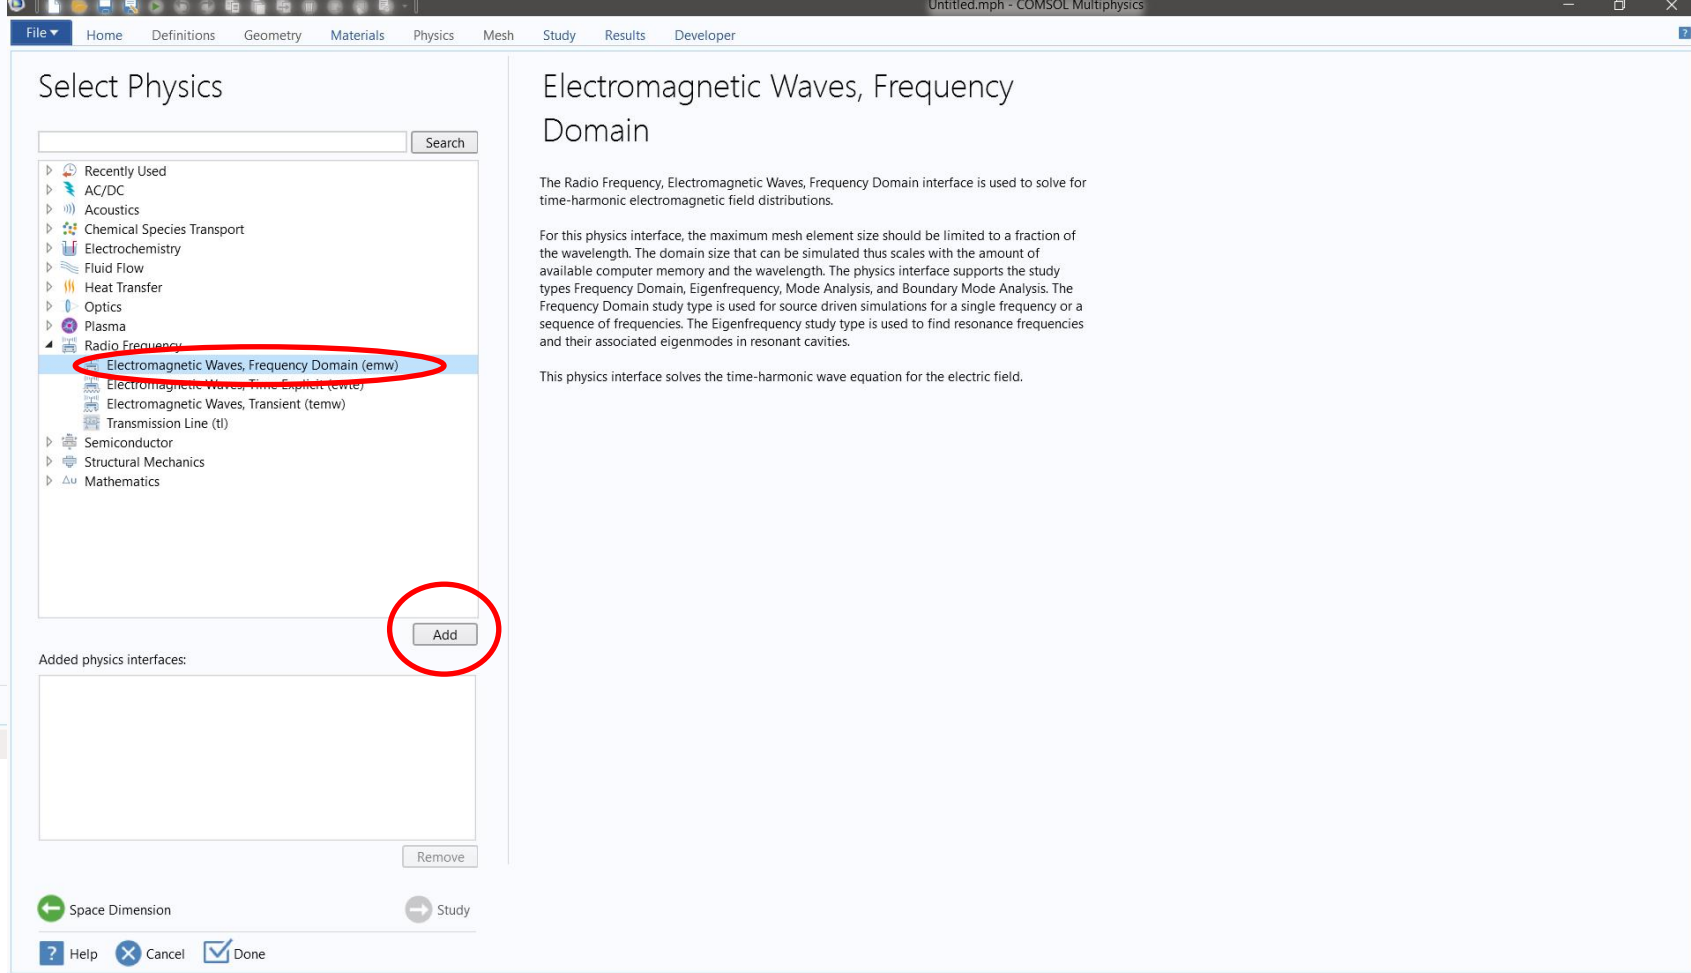 Untitled.mph - COMSOL Multiphysics
File Home Definitions Geometry Materials Physics Mesh Study Results Developer
?
Select Physics
Search
Recently Used
AC/DC
Acoustics
Chemical Species Transport
Electrochemistry
Fluid Flow
Heat Transfer
Optics
Plasma
Radio Frequency
Electromagnetic Waves, Frequency Domain (emw)
Electromagnetic Waves, Time Explicit (ewte)
Electromagnetic Waves, Transient (temw)
Transmission Line (tl)
Semiconductor
Structural Mechanics
Δu Mathematics
Add
Added physics interfaces:
Remove
Space Dimension
Study
? Help Cancel Done
Electromagnetic Waves, Frequency
Domain
The Radio Frequency, Electromagnetic Waves, Frequency Domain interface is used to solve for
time-harmonic electromagnetic field distributions.
For this physics interface, the maximum mesh element size should be limited to a fraction of
the wavelength. The domain size that can be simulated thus scales with the amount of
available computer memory and the wavelength. The physics interface supports the study
types Frequency Domain, Eigenfrequency, Mode Analysis, and Boundary Mode Analysis. The
Frequency Domain study type is used for source driven simulations for a single frequency or a
sequence of frequencies. The Eigenfrequency study type is used to find resonance frequencies
and their associated eigenmodes in resonant cavities.
This physics interface solves the time-harmonic wave equation for the electric field.